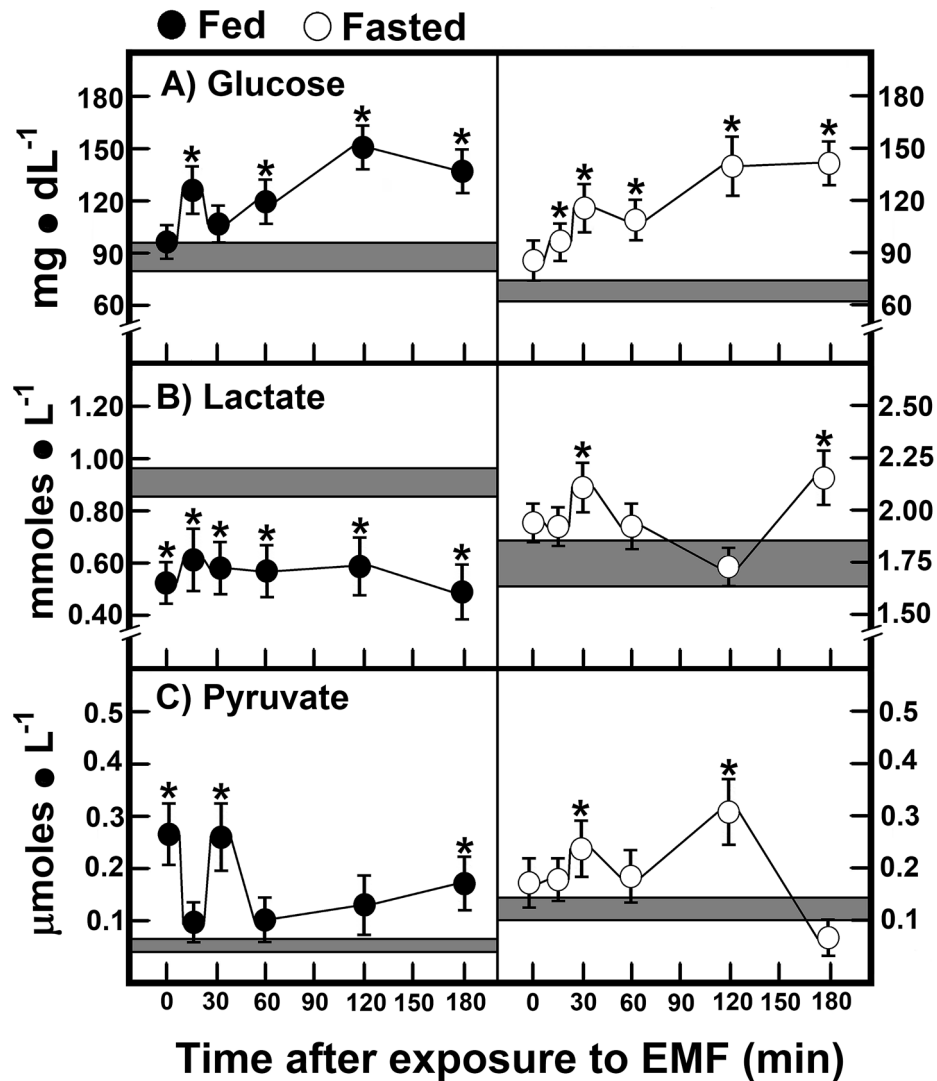 Fed Fasted
A) Glucose
mg • dL-1
180
150
120
90
60
* * * *
* * * * *
180
150
120
90
60
B) Lactate
mmoles • L-1
1.20
1.00
0.80
0.60
0.40
* * * * * *
* *
2.50
2.25
2.00
1.75
1.50
C) Pyruvate
µmoles • L-1
0.5
0.4
0.3
0.2
0.1
* * *
* *
0.5
0.4
0.3
0.2
0.1
0 30 60 90 120 150 180 0 30 60 90 120 150 180
Time after exposure to EMF (min)